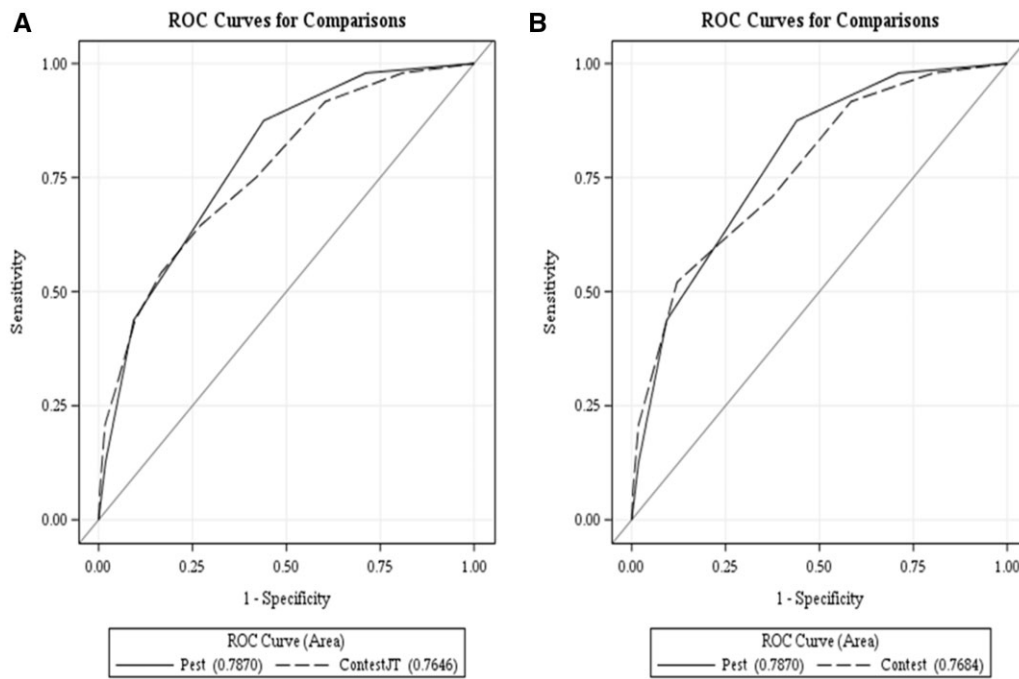 A
ROC Curves for Comparisons
1.00
0.75
0.50
0.25
0.00
Sensitivity
0.00 0.25 0.50 0.75 1.00
1 - Specificity
ROC Curve (Area)
Pest (0.7870) ContestJT (0.7646)
B
ROC Curves for Comparisons
1.00
0.75
0.50
0.25
0.00
Sensitivity
0.00 0.25 0.50 0.75 1.00
1 - Specificity
ROC Curve (Area)
Pest (0.7870) Contest (0.7684)